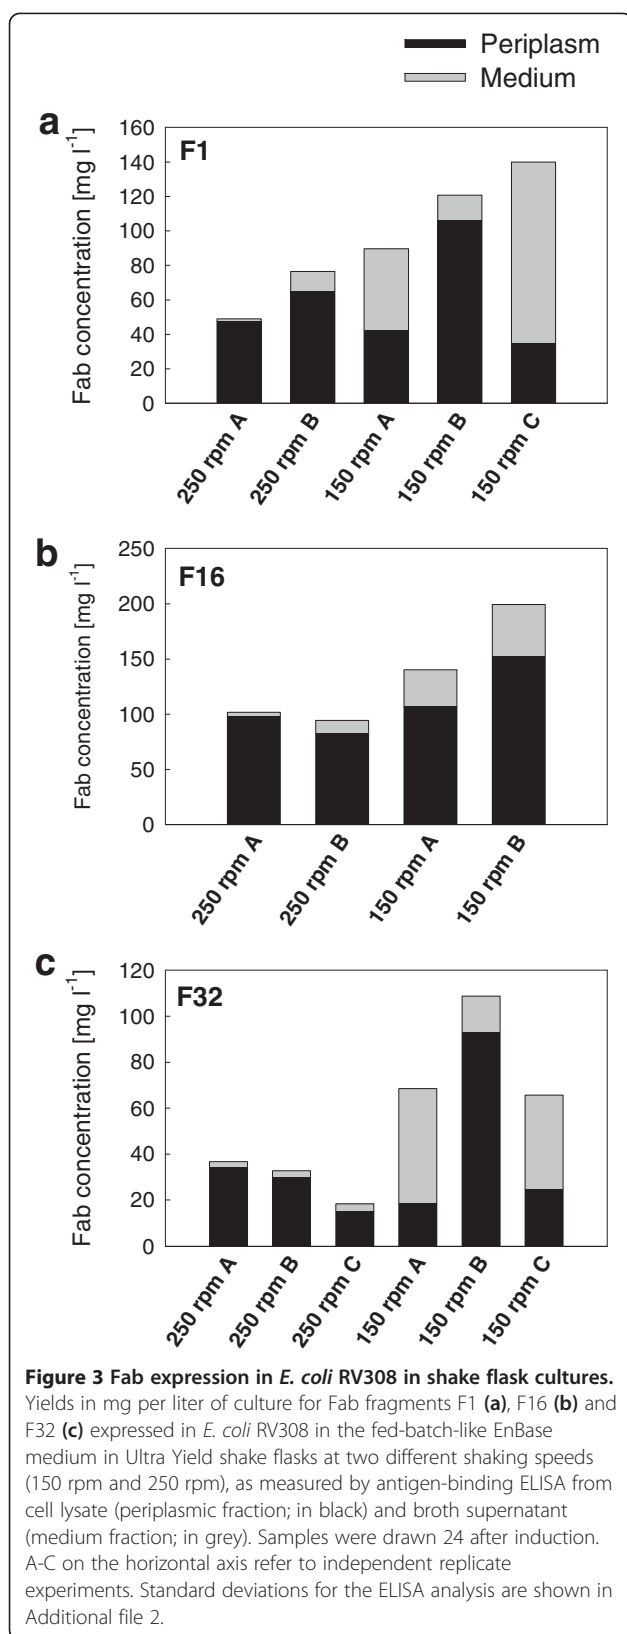 Periplasm
Medium
a
F1
Fab concentration [mg l⁻¹]
160
140
120
100
80
60
40
20
0
250 rpm A
250 rpm B
150 rpm A
150 rpm B
150 rpm C
b
F16
Fab concentration [mg l⁻¹]
250
200
150
100
50
0
250 rpm A
250 rpm B
150 rpm A
150 rpm B
c
F32
Fab concentration [mg l⁻¹]
120
100
80
60
40
20
0
250 rpm A
250 rpm B
250 rpm C
150 rpm A
150 rpm B
150 rpm C
Figure 3 Fab expression in E. coli RV308 in shake flask cultures.
Yields in mg per liter of culture for Fab fragments F1 (a), F16 (b) and
F32 (c) expressed in E. coli RV308 in the fed-batch-like EnBase
medium in Ultra Yield shake flasks at two different shaking speeds
(150 rpm and 250 rpm), as measured by antigen-binding ELISA from
cell lysate (periplasmic fraction; in black) and broth supernatant
(medium fraction; in grey). Samples were drawn 24 after induction.
A-C on the horizontal axis refer to independent replicate
experiments. Standard deviations for the ELISA analysis are shown in
Additional file 2.